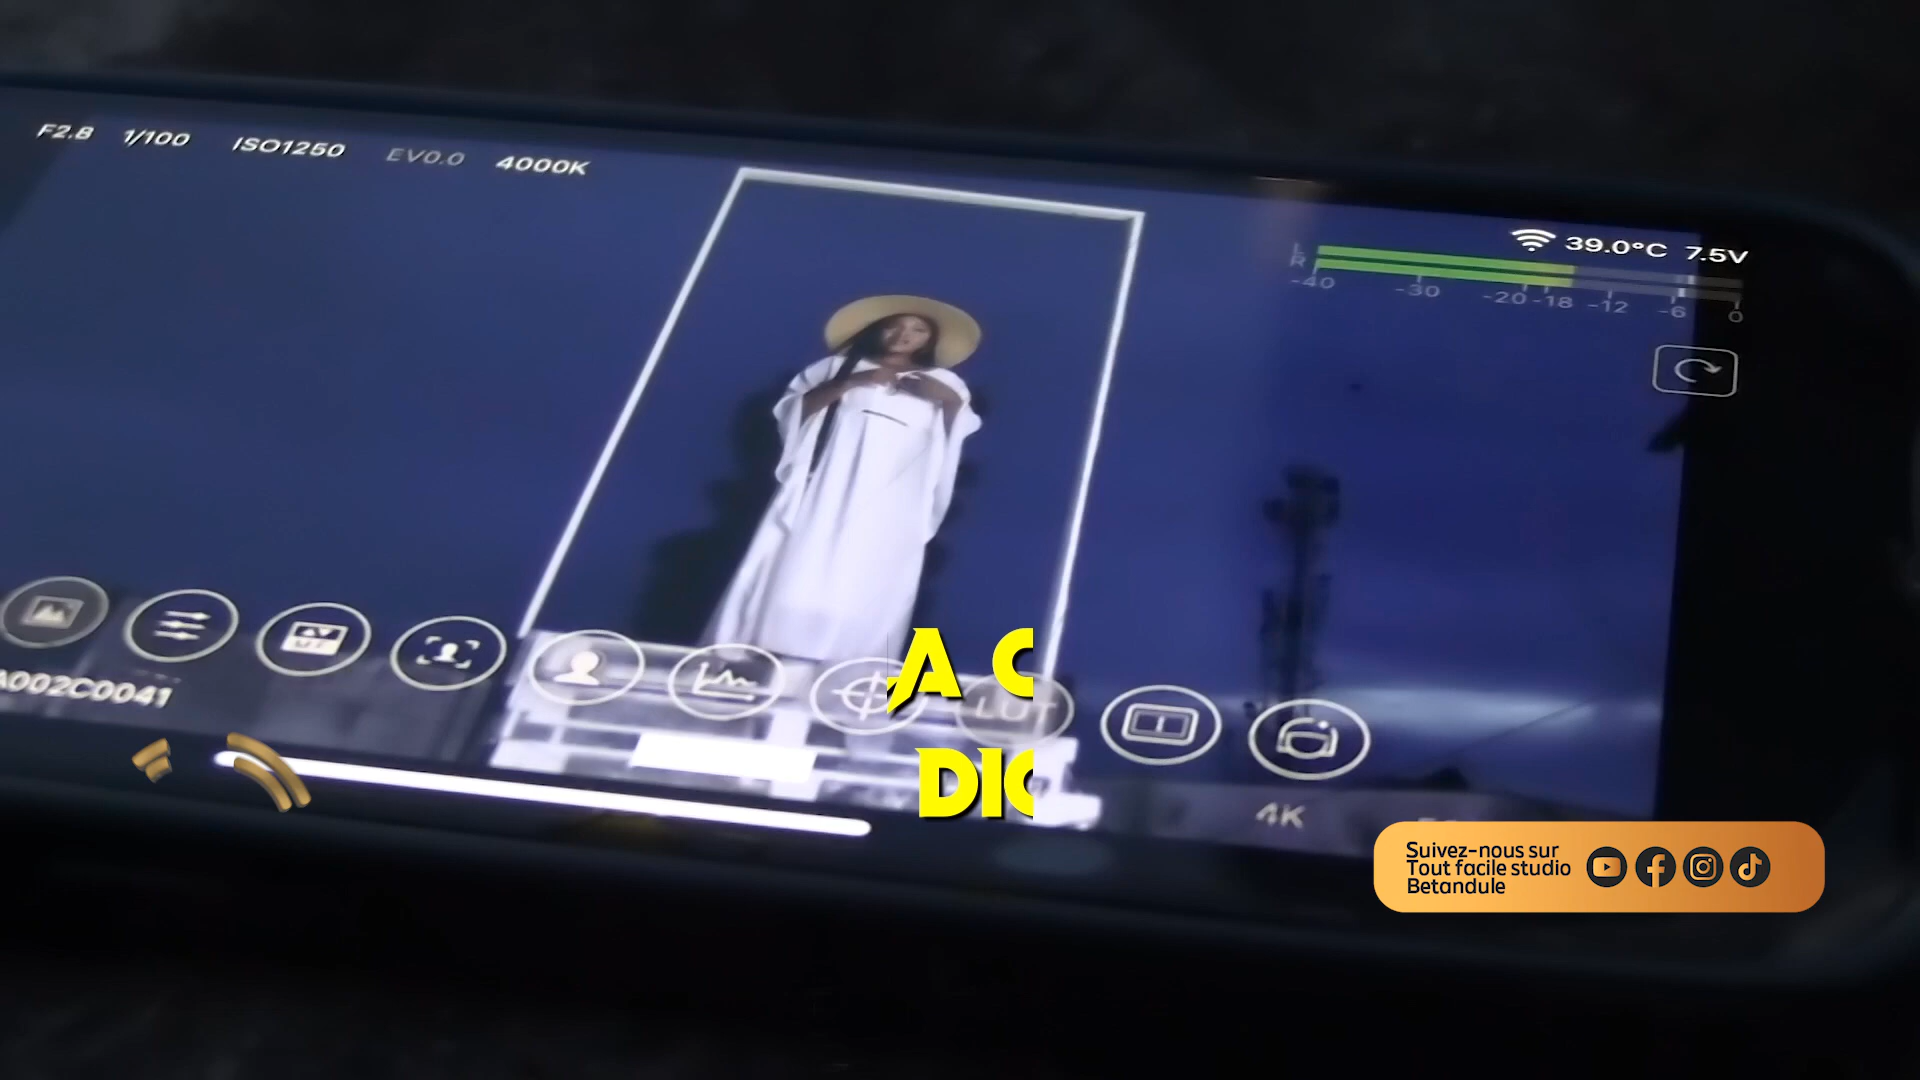 F2.8 1/100 ISO1250 EV0.0 4000K
39.0°C 7.5V
L
R
-40 -30 -20 -18 -12 -6 0
A C
LUT
A002C0041
DIC
4K
Suivez-nous sur
Tout facile studio
Betandule